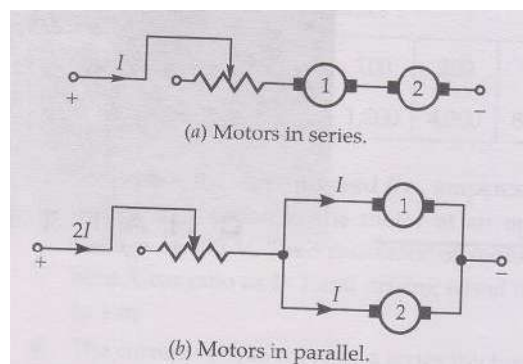 I
1
2
+
−
(a) Motors in series.
2I
I
1
I
2
+
−
(b) Motors in parallel.